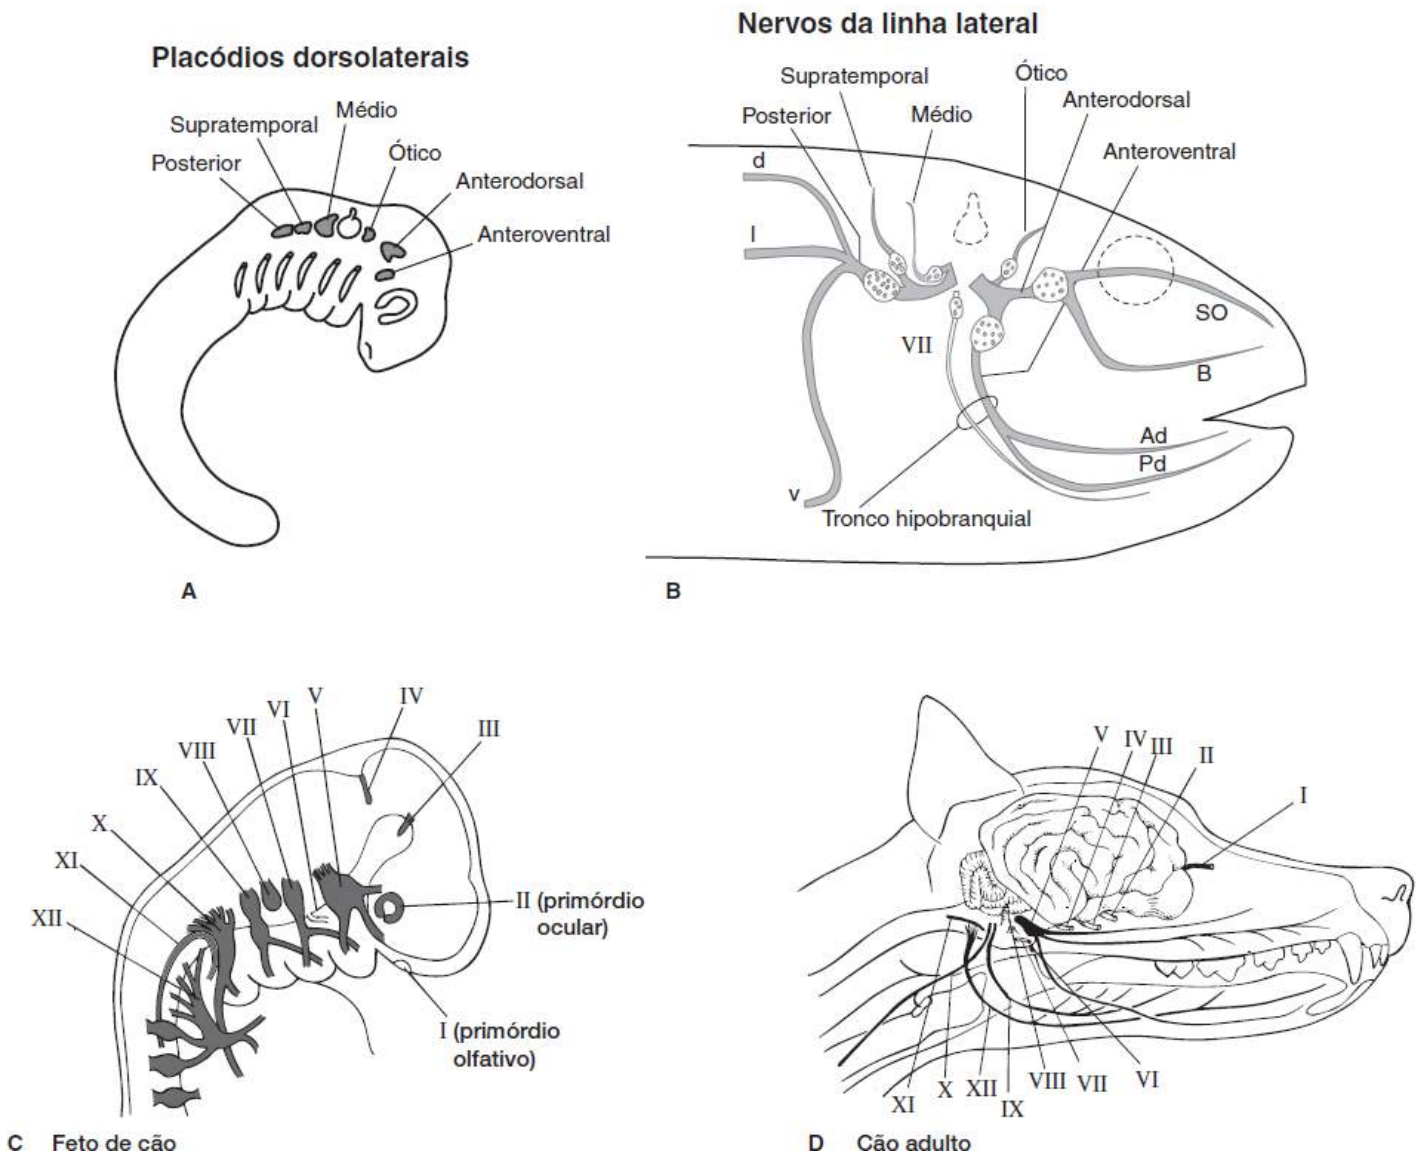 Placódios dorsolaterais
Médio
Supratemporal
Ótico
Posterior
Anterodorsal
Anteroventral
A
Nervos da linha lateral
Ótico
Supratemporal
Anterodorsal
Posterior
Médio
Anteroventral
d
l
SO
VII
B
Ad
Pd
v
Tronco hipobranquial
B
V
IV
VI
III
VII
VIII
IX
X
XI
XII
II (primórdio
ocular)
I (primórdio
olfativo)
C Feto de cão
V
IV
III
II
I
VI
VIII
VII
X
XII
XI
IX
D Cão adulto